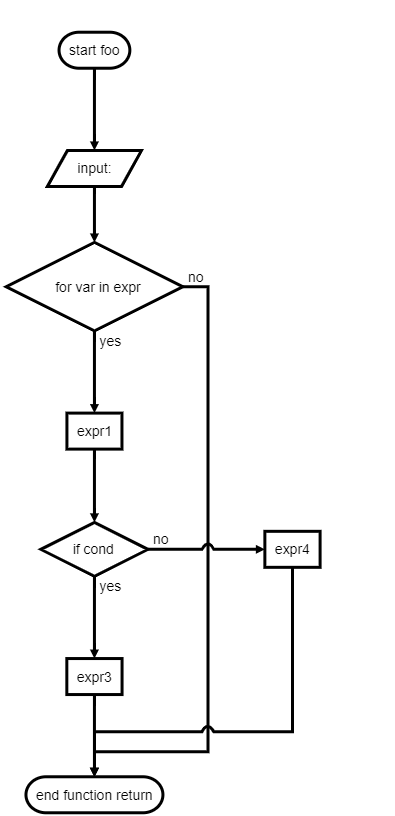 start foo
input:
for var in expr
no
yes
expr1
if cond
no
expr4
yes
expr3
end function return